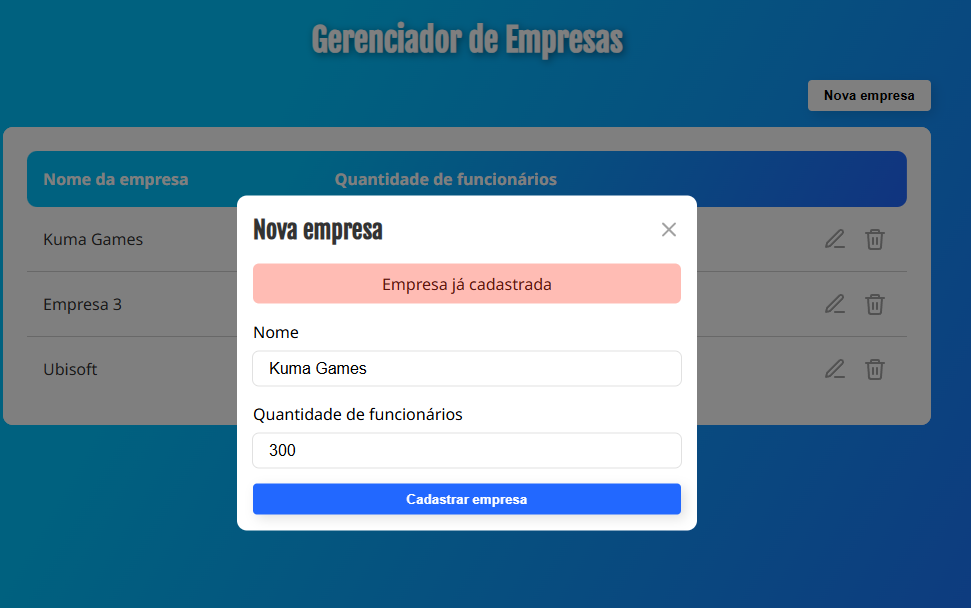 Gerenciador de Empresas
Nova empresa
Nome da empresa Quantidade de funcionários
Kuma Games
Empresa 3
Ubisoft
Nova empresa
Empresa já cadastrada
Nome
Kuma Games
Quantidade de funcionários
300
Cadastrar empresa